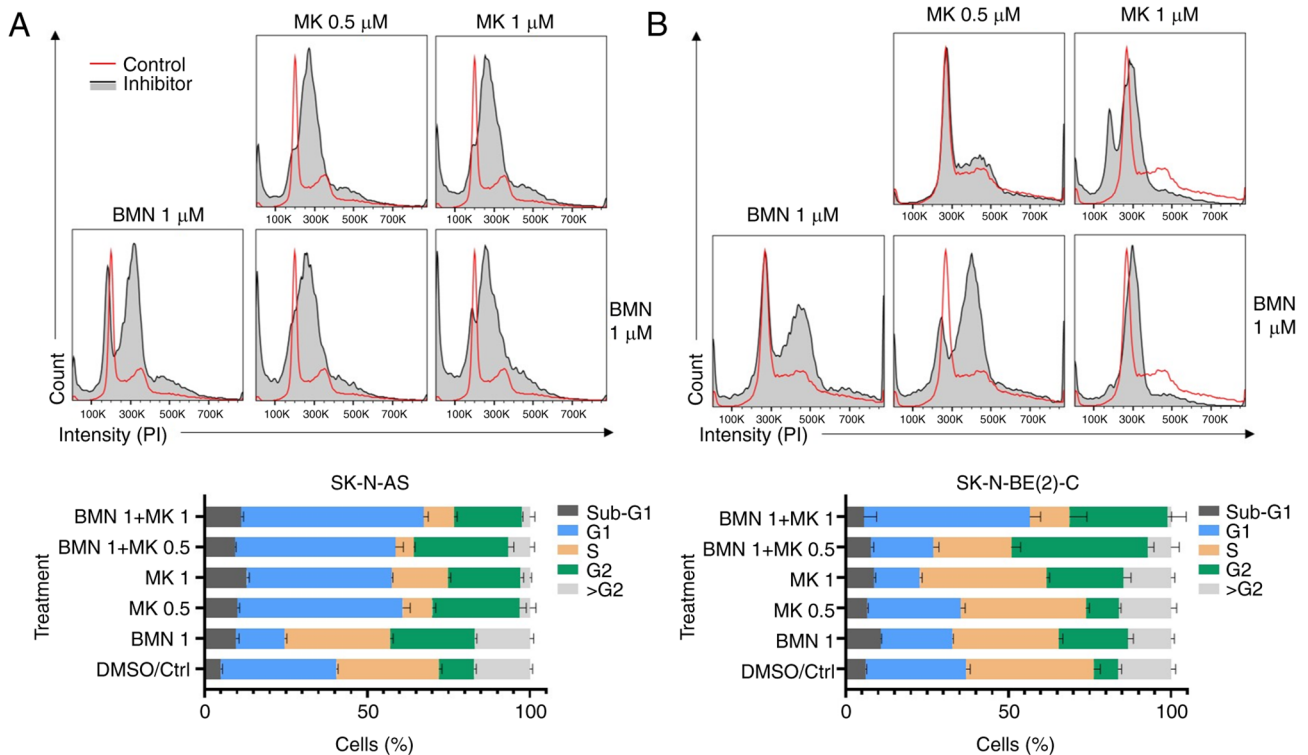 A
MK 0.5 μM
MK 1 μM
Control
Inhibitor
BMN 1 μM
BMN
1 μM
Count
100K 300K 500K 700K
100K 300K 500K 700K
100K 300K 500K 700K
100K 300K 500K 700K
100K 300K 500K 700K
Intensity (PI)
SK-N-AS
Treatment
BMN 1+MK 1
BMN 1+MK 0.5
MK 1
MK 0.5
BMN 1
DMSO/Ctrl
0 50 100
Cells (%)
Sub-G1
G1
S
G2
>G2
B
MK 0.5 μM
MK 1 μM
BMN 1 μM
BMN
1 μM
Count
100K 300K 500K 700K
100K 300K 500K 700K
100K 300K 500K 700K
100K 300K 500K 700K
100K 300K 500K 700K
Intensity (PI)
SK-N-BE(2)-C
Treatment
BMN 1+MK 1
BMN 1+MK 0.5
MK 1
MK 0.5
BMN 1
DMSO/Ctrl
0 50 100
Cells (%)
Sub-G1
G1
S
G2
>G2